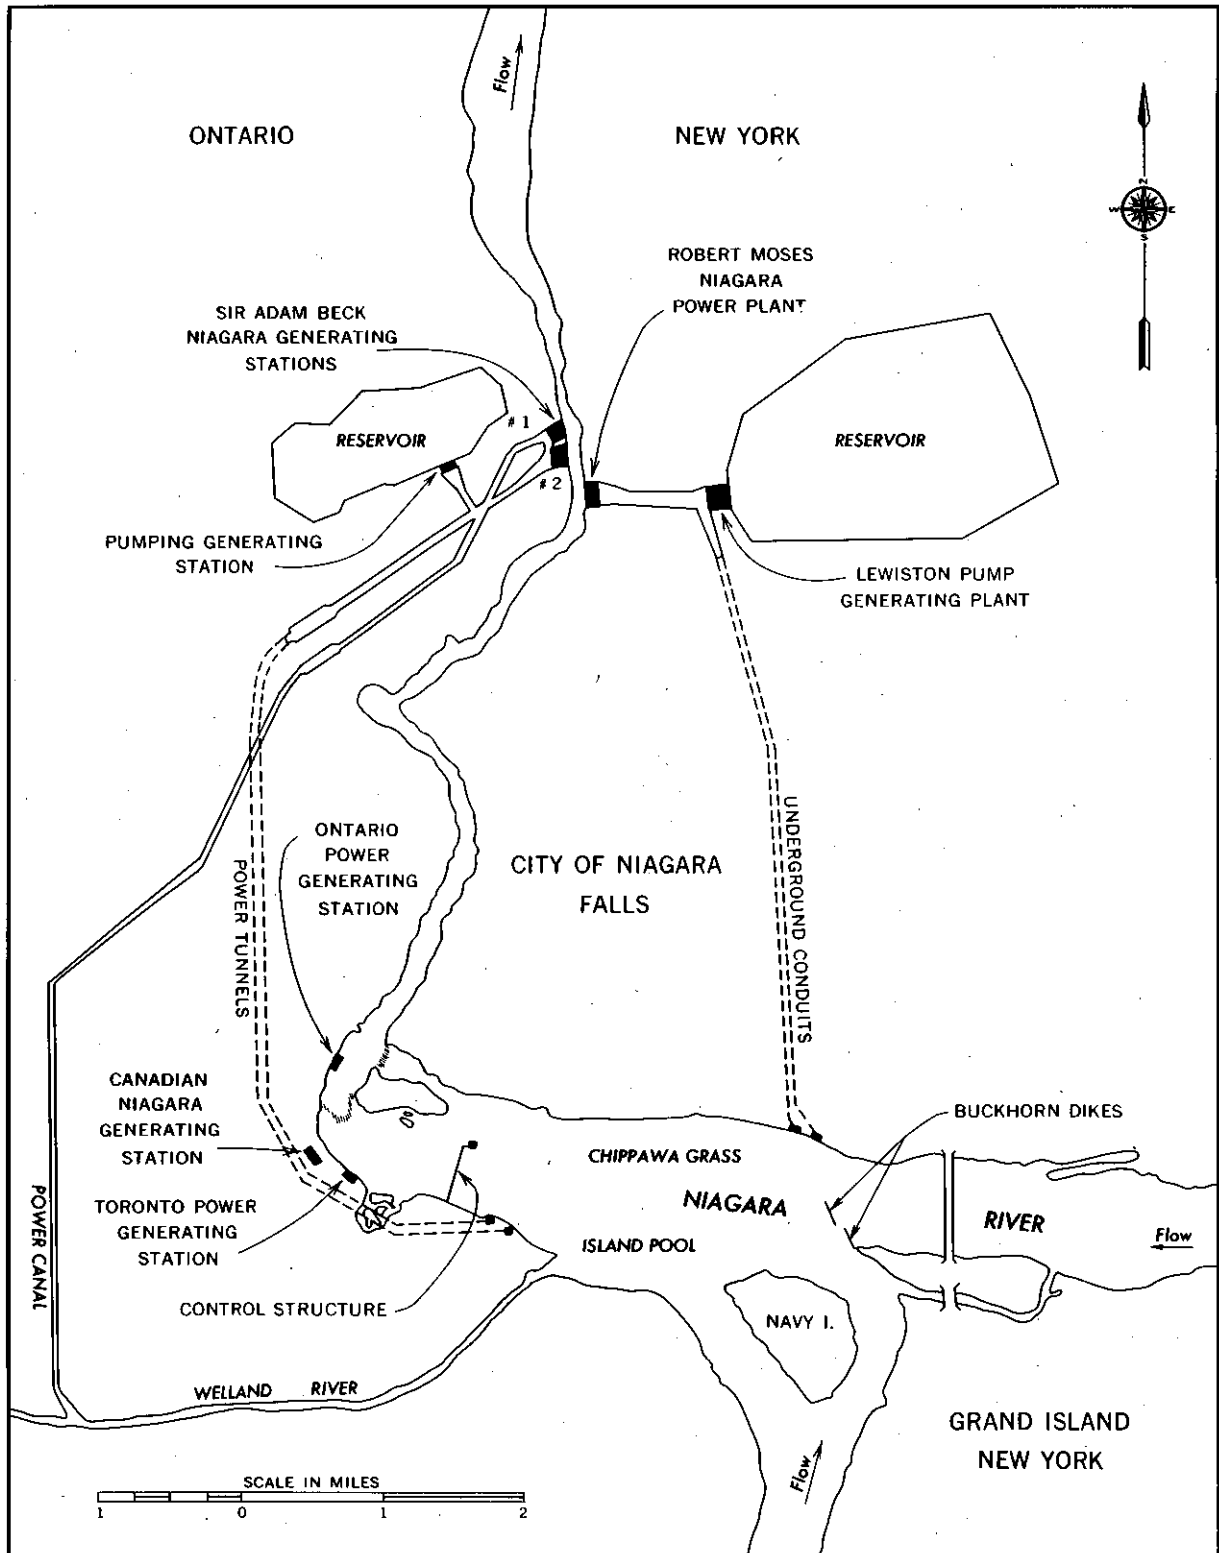 Flow
ONTARIO
NEW YORK
N
W
E
S
ROBERT MOSES
NIAGARA
POWER PLANT
SIR ADAM BECK
NIAGARA GENERATING
STATIONS
# 1
RESERVOIR
RESERVOIR
# 2
PUMPING GENERATING
STATION
LEWISTON PUMP
GENERATING PLANT
ONTARIO
POWER
GENERATING
STATION
CITY OF NIAGARA
FALLS
POWER TUNNELS
UNDERGROUND CONDUITS
CANADIAN
NIAGARA
GENERATING
STATION
BUCKHORN DIKES
CHIPPAWA GRASS
NIAGARA
RIVER
TORONTO POWER
GENERATING
STATION
ISLAND POOL
Flow
POWER CANAL
CONTROL STRUCTURE
NAVY I.
WELLAND RIVER
GRAND ISLAND
NEW YORK
Flow
SCALE IN MILES
1 0 1 2